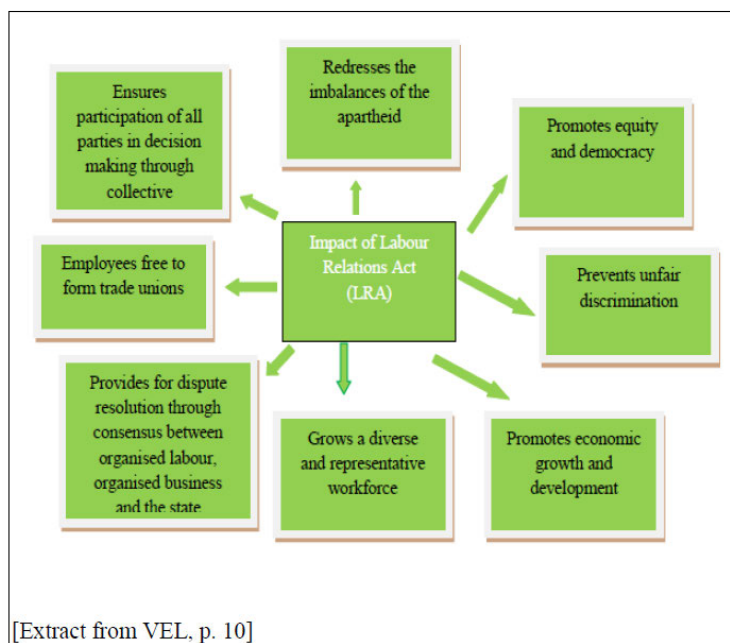 Redresses the
imbalances of the
apartheid
Ensures
participation of all
parties in decision
making through
collective
Promotes equity
and democracy
Impact of Labour
Relations Act
(LRA)
Employees free to
form trade unions
Prevents unfair
discrimination
Provides for dispute
resolution through
consensus between
organised labour,
organised business
and the state
Grows a diverse
and representative
workforce
Promotes economic
growth and
development
[Extract from VEL, p. 10]